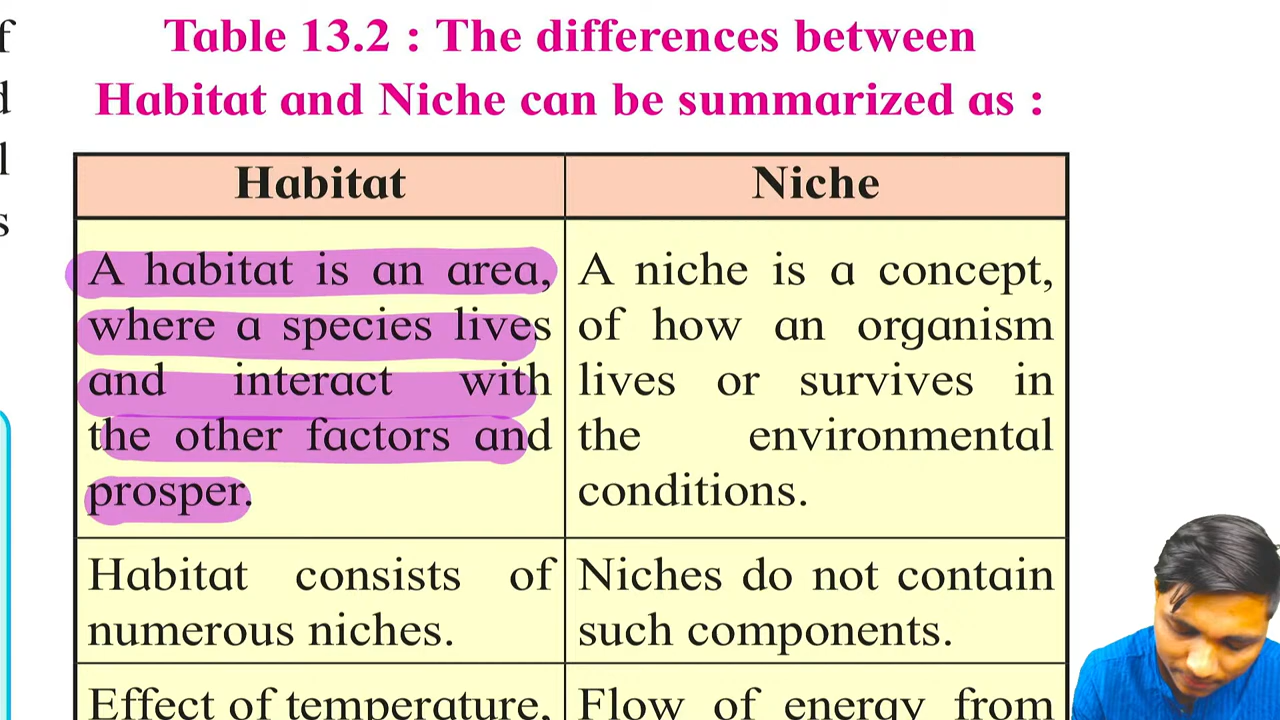 f
d
l
s
Table 13.2 : The differences between
Habitat and Niche can be summarized as :
Habitat
Niche
A habitat is an area,
where a species lives
and interact with
the other factors and
prosper.
A niche is a concept,
of how an organism
lives or survives in
the environmental
conditions.
Habitat consists of
numerous niches.
Niches do not contain
such components.
Effect of temperature,
Flow of energy from